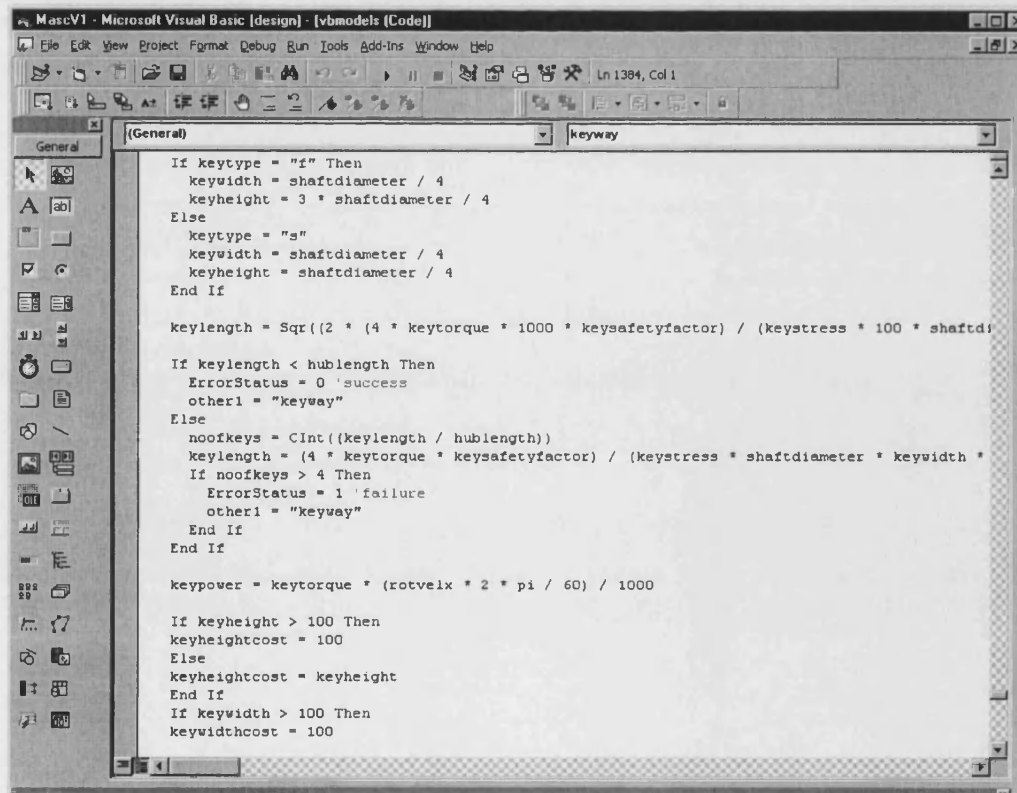 MascV1 - Microsoft Visual Basic [design] - [vbmodels (Code)]
File Edit View Project Format Debug Run Tools Add-Ins Window Help
Ln 1384, Col 1
General
(General)
keyway
If keytype = "f" Then
keywidth = shaftdiameter / 4
keyheight = 3 * shaftdiameter / 4
Else
keytype = "s"
keywidth = shaftdiameter / 4
keyheight = shaftdiameter / 4
End If
keylength = Sqr((2 * (4 * keytorque * 1000 * keysafetyfactor) / (keystress * 100 * shaftdi
If keylength < hublength Then
ErrorStatus = 0 'success
other1 = "keyway"
Else
noofkeys = CInt((keylength / hublength))
keylength = (4 * keytorque * keysafetyfactor) / (keystress * shaftdiameter * keywidth *
If noofkeys > 4 Then
ErrorStatus = 1 'failure
other1 = "keyway"
End If
End If
keypower = keytorque * (rotvelx * 2 * pi / 60) / 1000
If keyheight > 100 Then
keyheightcost = 100
Else
keyheightcost = keyheight
End If
If keywidth > 100 Then
keywidthcost = 100